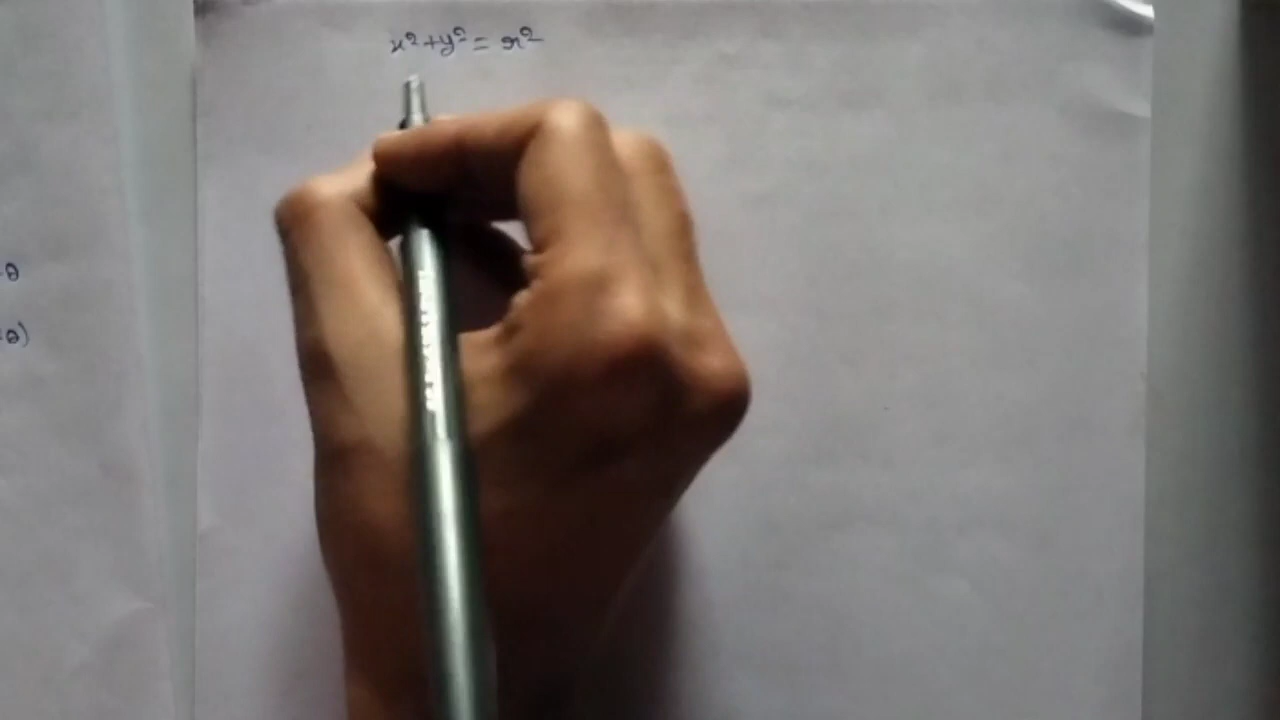 x² + y² = r²
θ
θ)